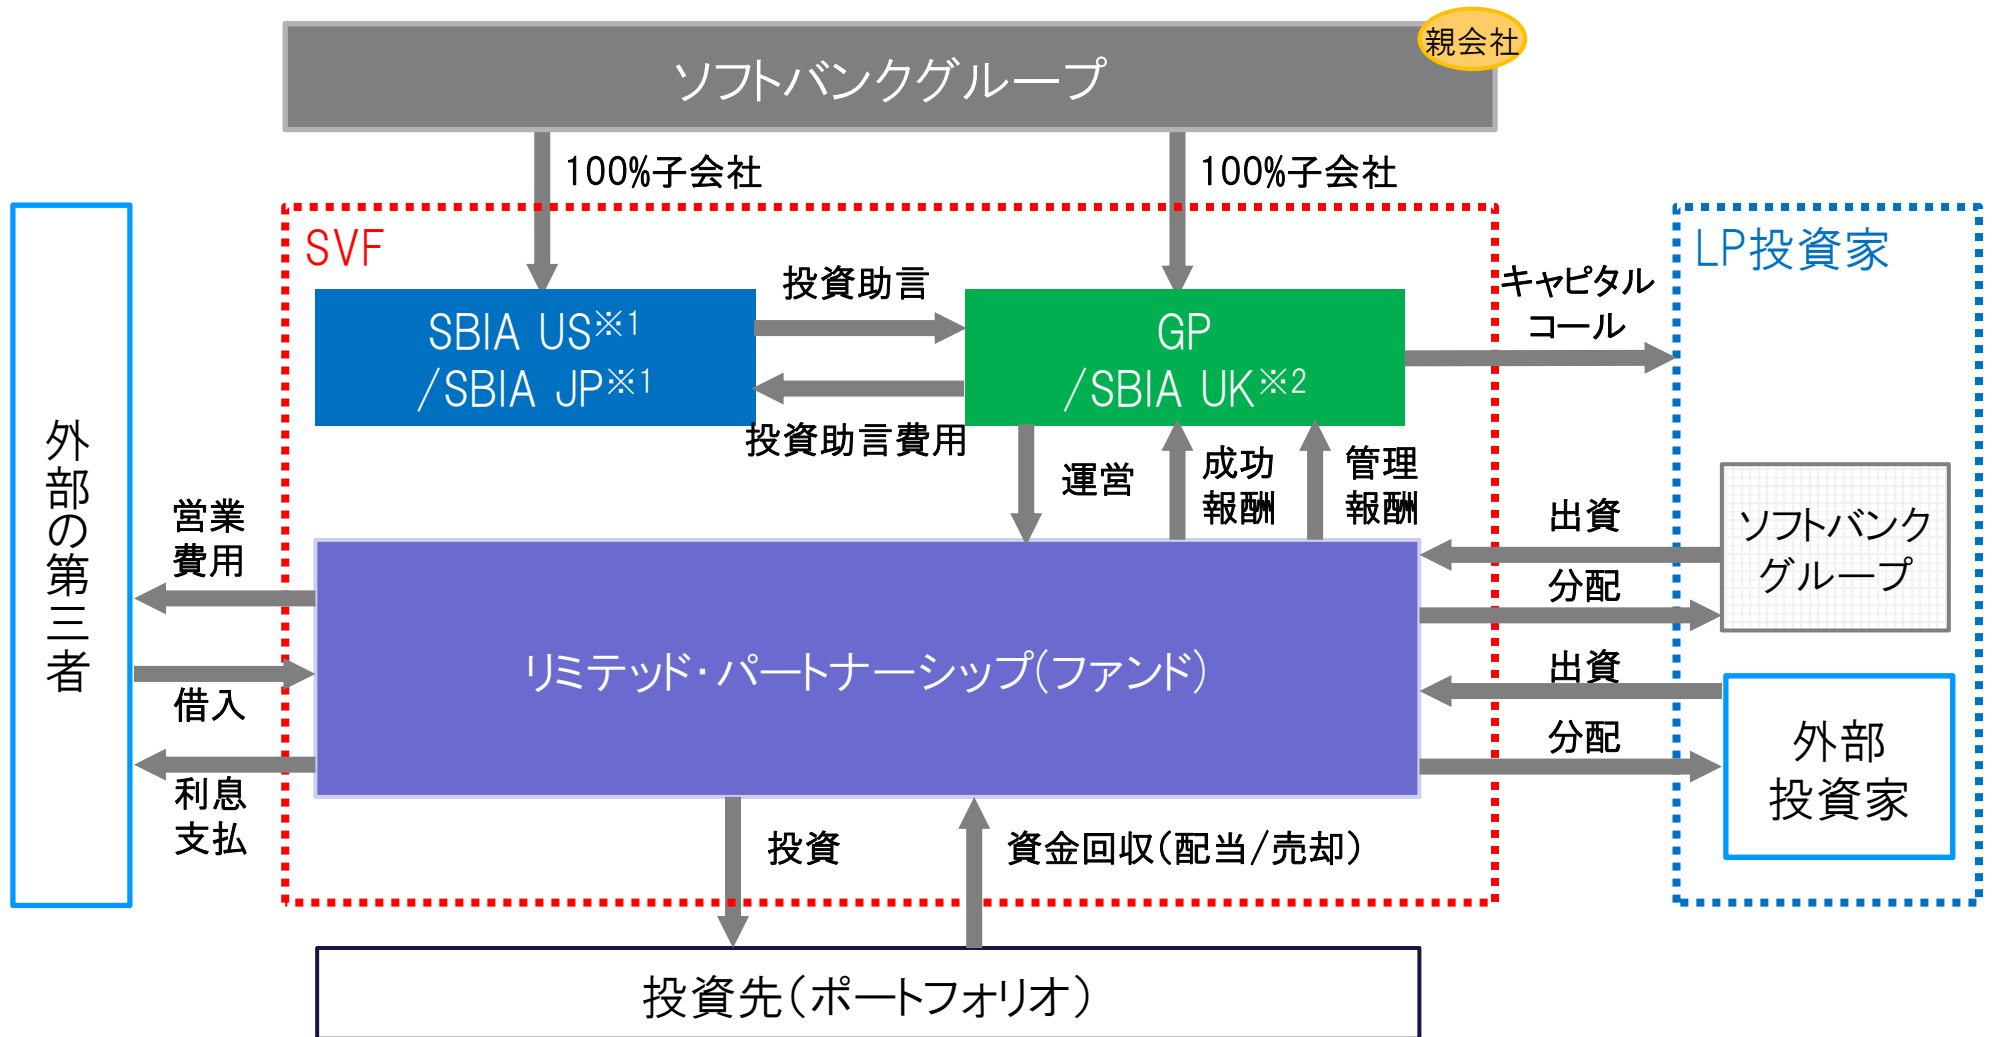 親会社
ソフトバンクグループ
100%子会社
100%子会社
SVF
LP投資家
投資助言
キャピタル
コール
SBIA US※1
/SBIA JP※1
GP
/SBIA UK※2
投資助言費用
運営
成功
報酬
管理
報酬
外部の第三者
営業
費用
借入
利息
支払
リミテッド・パートナーシップ(ファンド)
出資
分配
ソフトバンク
グループ
出資
分配
外部
投資家
投資
資金回収(配当/売却)
投資先(ポートフォリオ)